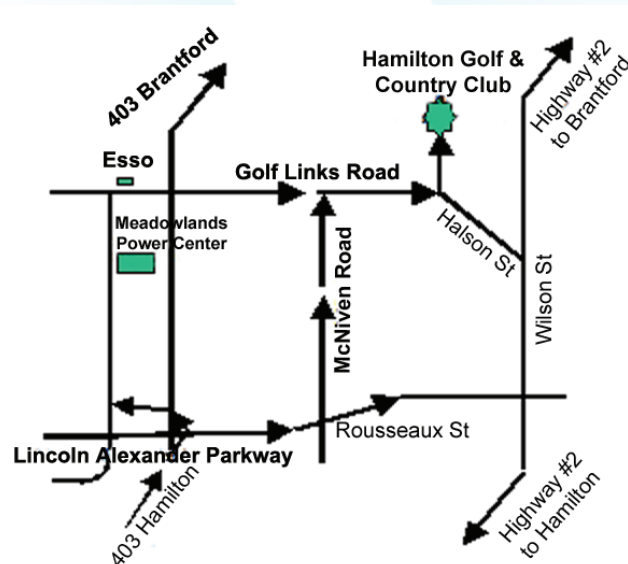 403 Brantford
Hamilton Golf &
Country Club
Highway #2
to Brantford
Esso
Golf Links Road
Meadowlands
Power Center
Halson St
McNiven Road
Wilson St
Rousseaux St
Lincoln Alexander Parkway
403 Hamilton
Highway #2
to Hamilton